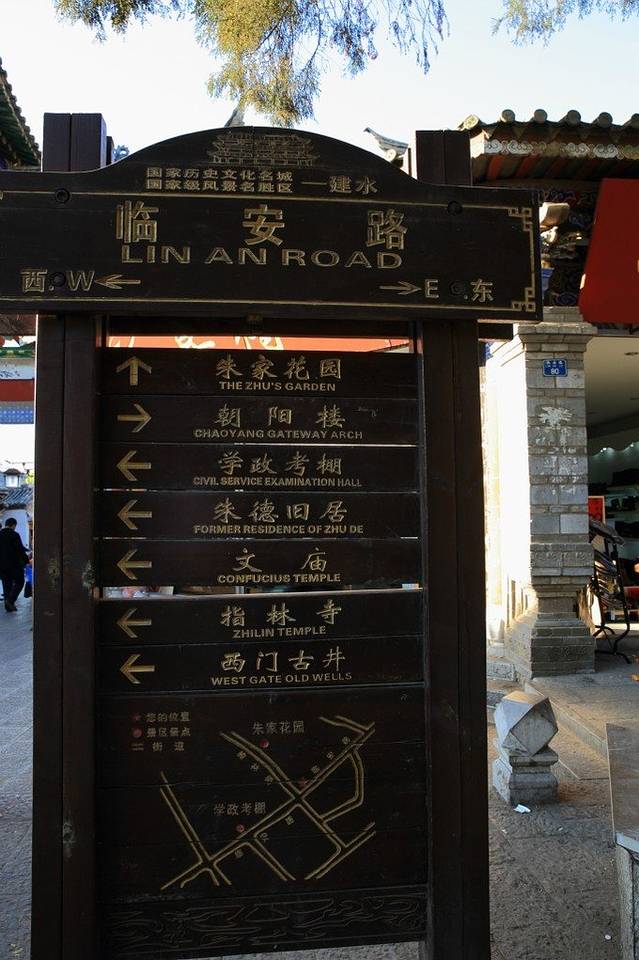 国家历史文化名城
国家级风景名胜区
—建水
临安路
LIN AN ROAD
西.W
E.东
朱家花园
THE ZHU'S GARDEN
朝阳楼
CHAOYANG GATEWAY ARCH
学政考棚
CIVIL SERVICE EXAMINATION HALL
朱德旧居
FORMER RESIDENCE OF ZHU DE
文庙
CONFUCIUS TEMPLE
指林寺
ZHILIN TEMPLE
西门古井
WEST GATE OLD WELLS
您的位置
景区景点
街道
朱家花园
学政考棚
80